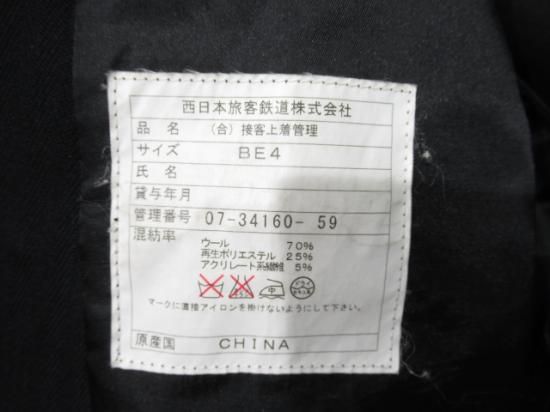 西日本旅客鉄道株式会社
品名 （合）接客上着管理
サイズ BE4
氏名
貸与年月
管理番号 07-34160-59
混紡率
ウール 70%
再生ポリエステル 25%
アクリレート系繊維 5%
中 ドライ
マークに直接アイロンを掛けないようにして下さい。
原産国 CHINA